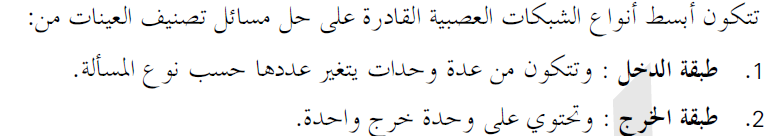 تتكون أبسط أنواع الشبكات العصبية القادرة على حل مسائل تصنيف العينات من:
1. طبقة الدخل : وتتكون من عدة وحدات يتغير عددها حسب نوع المسألة.
2. طبقة الخرج : وتحتوي على وحدة خرج واحدة.